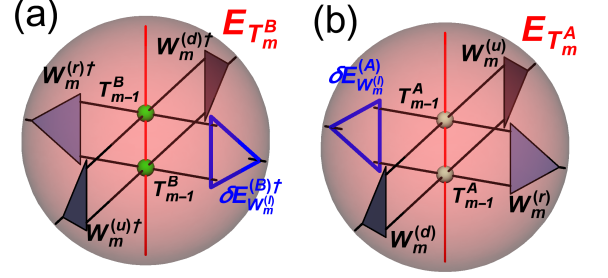 (a)
E_{T_m^B}
W_m^{(d)†}
W_m^{(r)†}
T_{m-1}^B
T_{m-1}^B
W_m^{(u)†}
δE_{W_m^{(l)}}^{(B)†}
(b)
E_{T_m^A}
W_m^{(u)}
δE_{W_m^{(l)}}^{(A)}
T_{m-1}^A
T_{m-1}^A
W_m^{(r)}
W_m^{(d)}